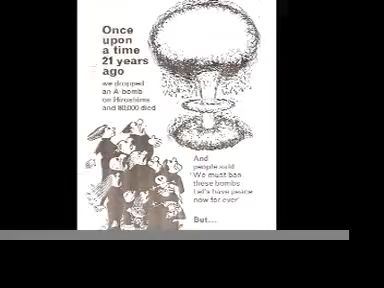 Once
upon
a time
21 years
ago
we dropped
an A-bomb
on Hiroshima
and 80,000 died
And
people said
"We must ban
these bombs
Let's have peace
now for ever"
But...